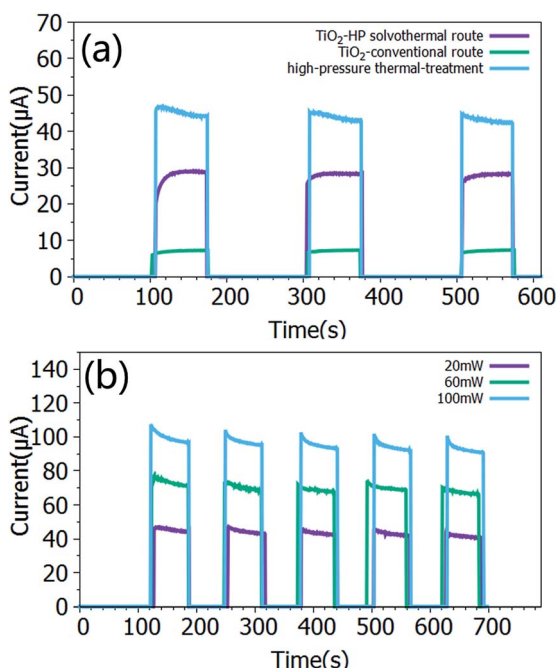 (a)
TiO₂-HP solvothermal route
TiO₂-conventional route
high-pressure thermal-treatment
Current(µA)
70
60
50
40
30
20
10
0
0 100 200 300 400 500 600
Time(s)
(b)
20mW
60mW
100mW
Current(µA)
140
120
100
80
60
40
20
0
0 100 200 300 400 500 600 700
Time(s)